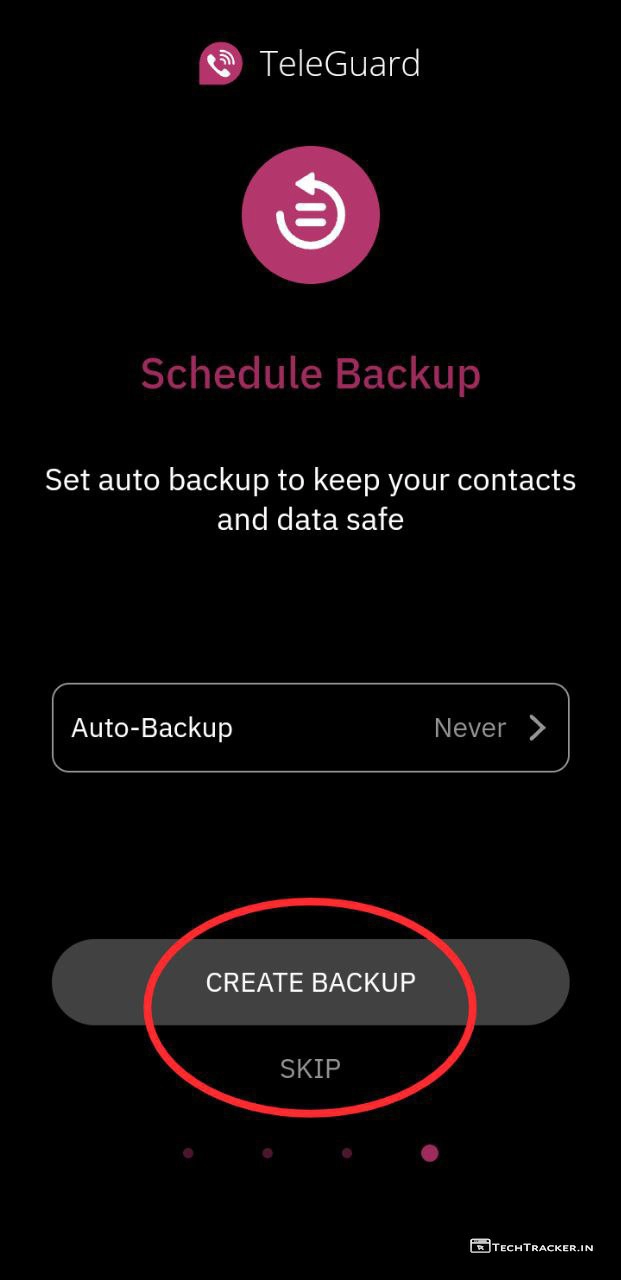 TeleGuard
Schedule Backup
Set auto backup to keep your contacts
and data safe
Auto-Backup Never
CREATE BACKUP
SKIP
TECHTRACKER.IN